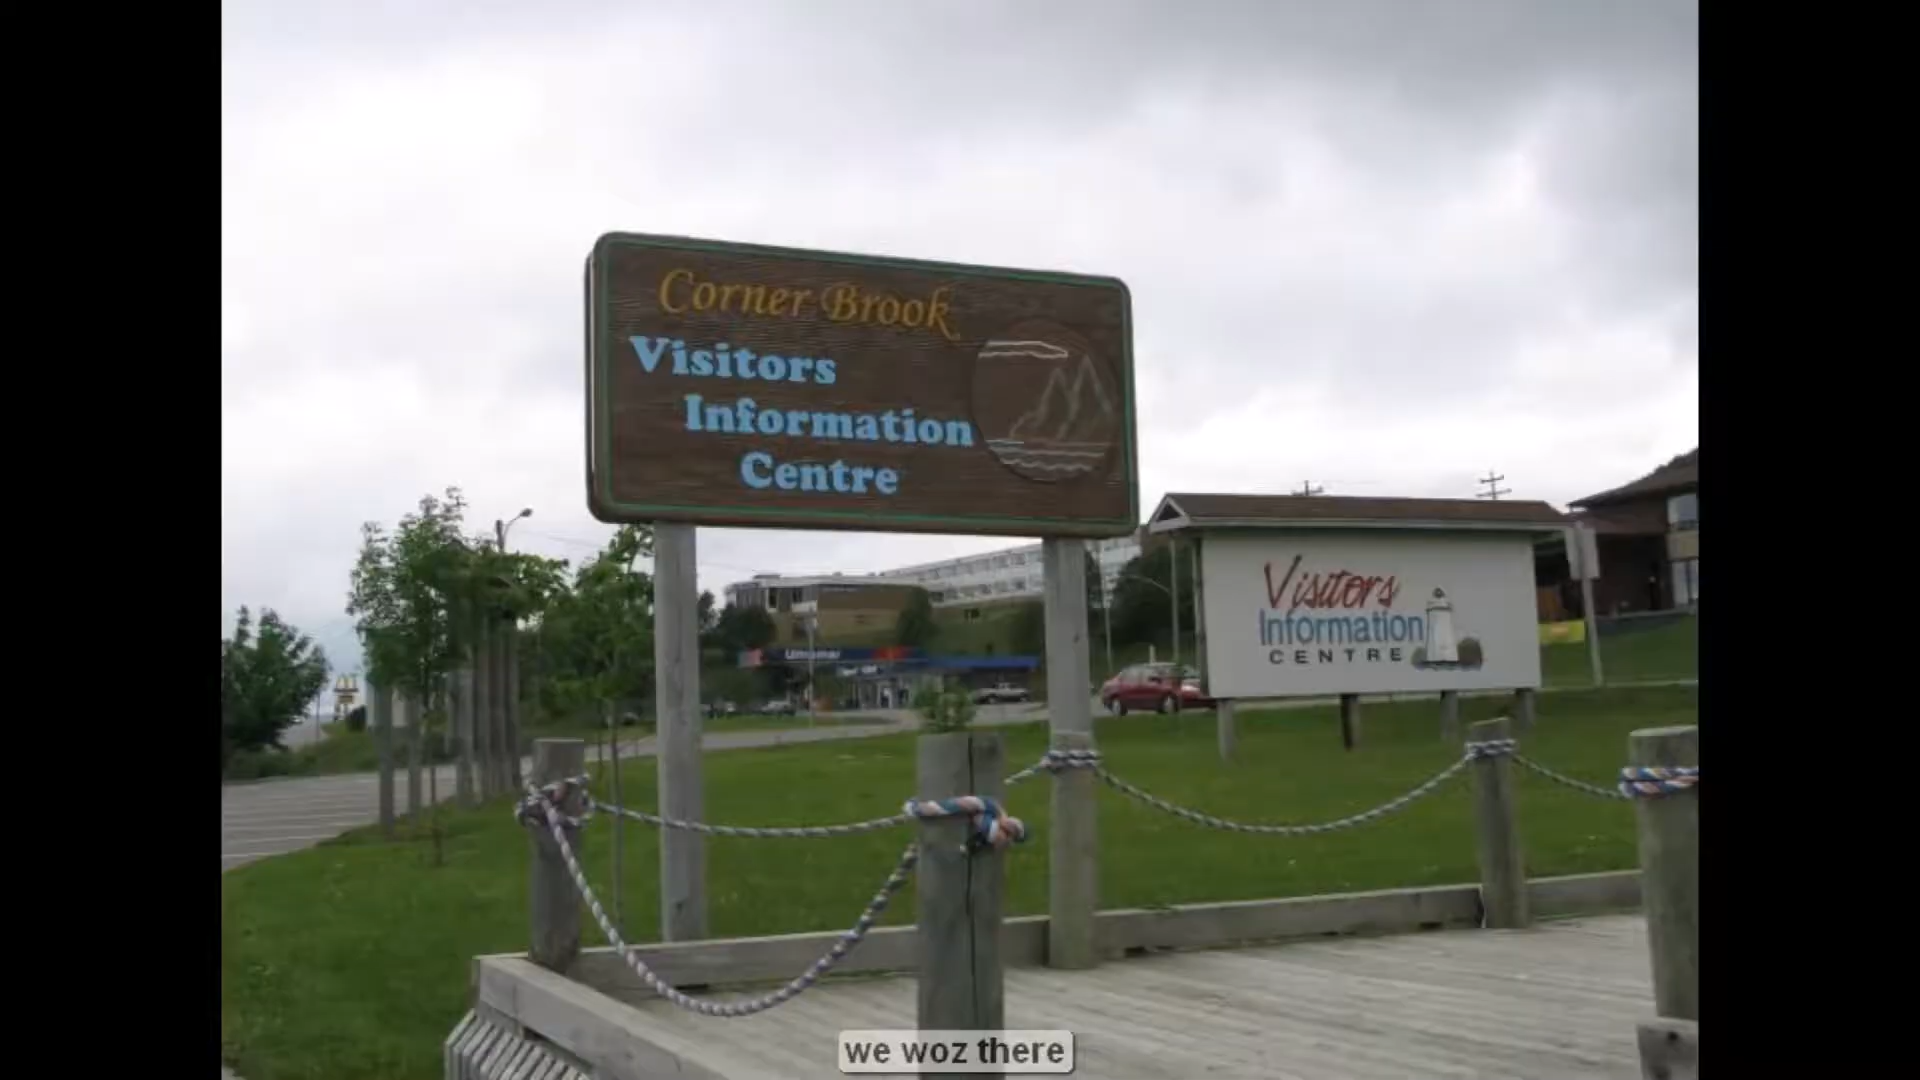 Corner Brook
Visitors
Information
Centre
Visitors
Information
CENTRE
Ultramar
we woz there